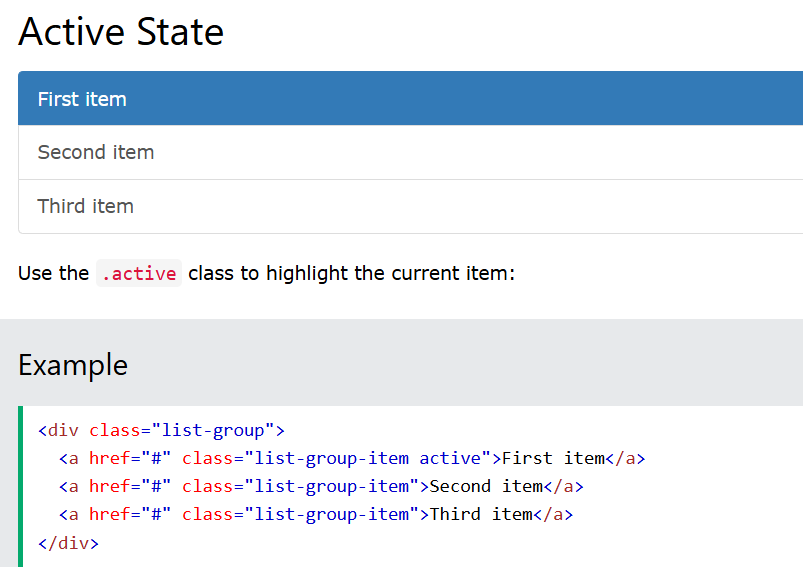 Active State
First item
Second item
Third item
Use the .active class to highlight the current item:
Example
<div class="list-group">
  <a href="#" class="list-group-item active">First item</a>
  <a href="#" class="list-group-item">Second item</a>
  <a href="#" class="list-group-item">Third item</a>
</div>